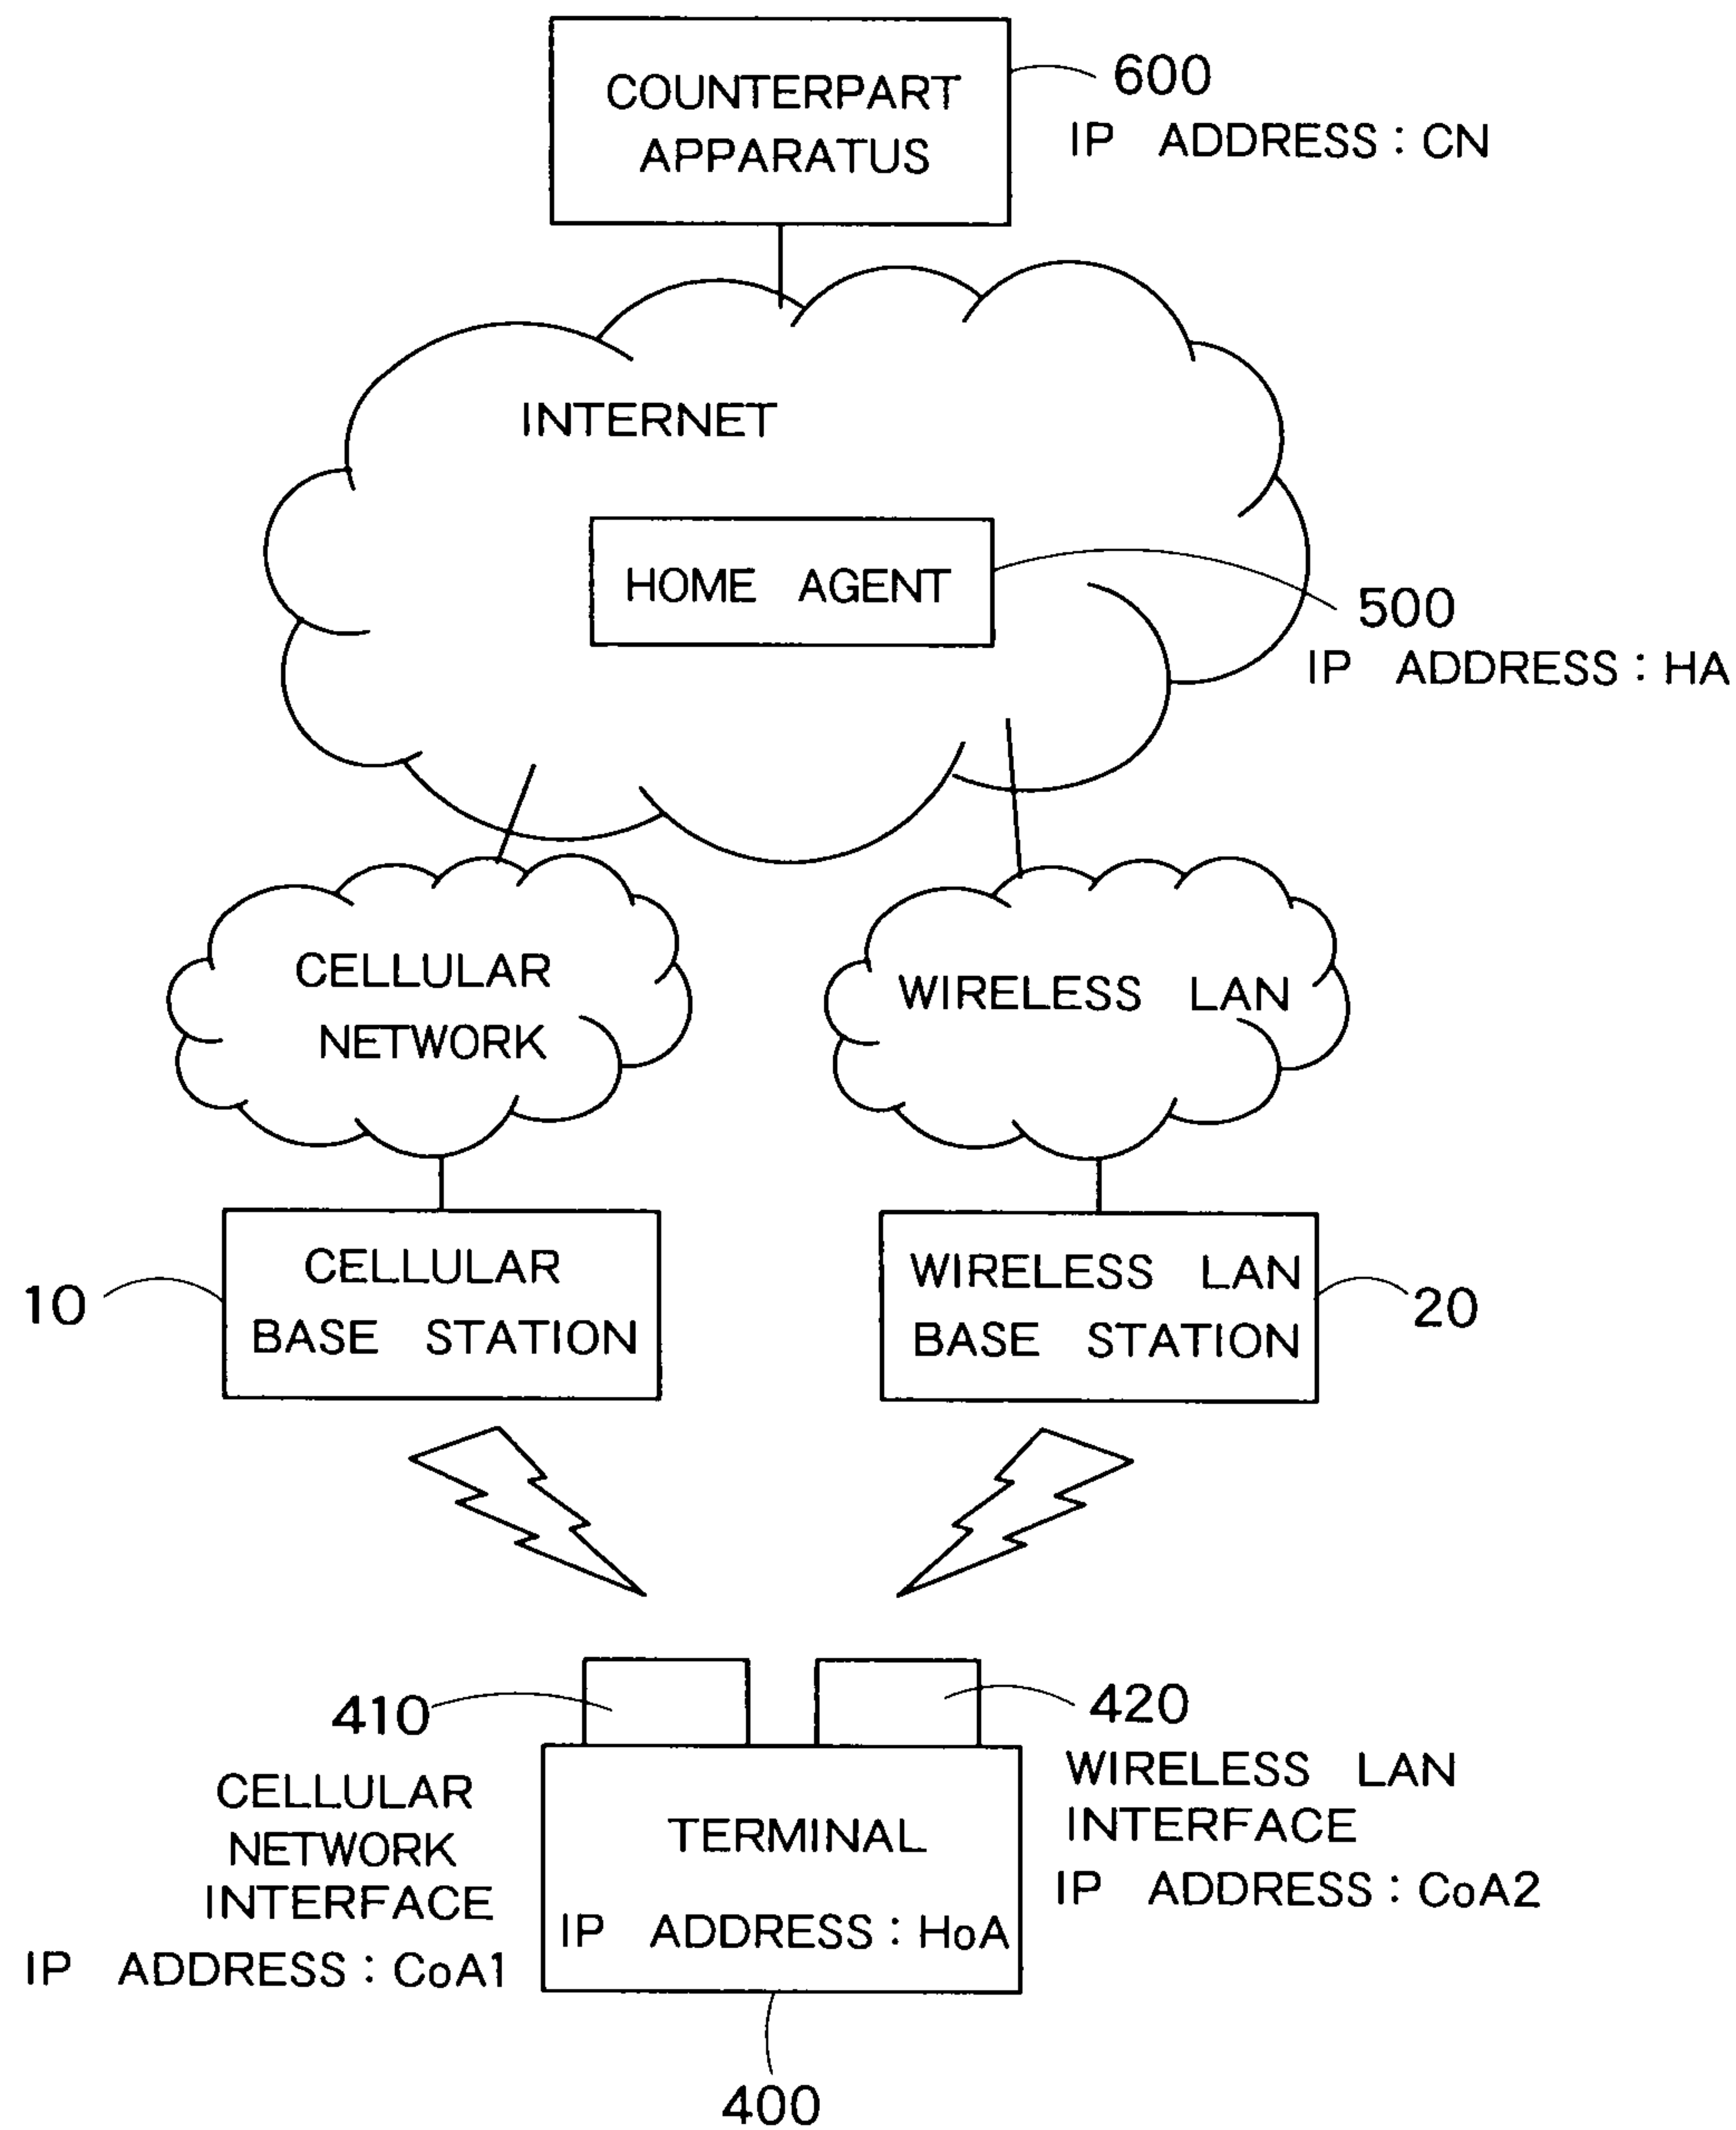 COUNTERPART
APPARATUS
600
IP ADDRESS : CN
INTERNET
HOME AGENT
500
IP ADDRESS : HA
CELLULAR
NETWORK
WIRELESS LAN
10
CELLULAR
BASE STATION
WIRELESS LAN
BASE STATION
20
410
CELLULAR
NETWORK
INTERFACE
IP ADDRESS : CoA1
420
WIRELESS LAN
INTERFACE
IP ADDRESS : CoA2
TERMINAL
IP ADDRESS : HoA
400